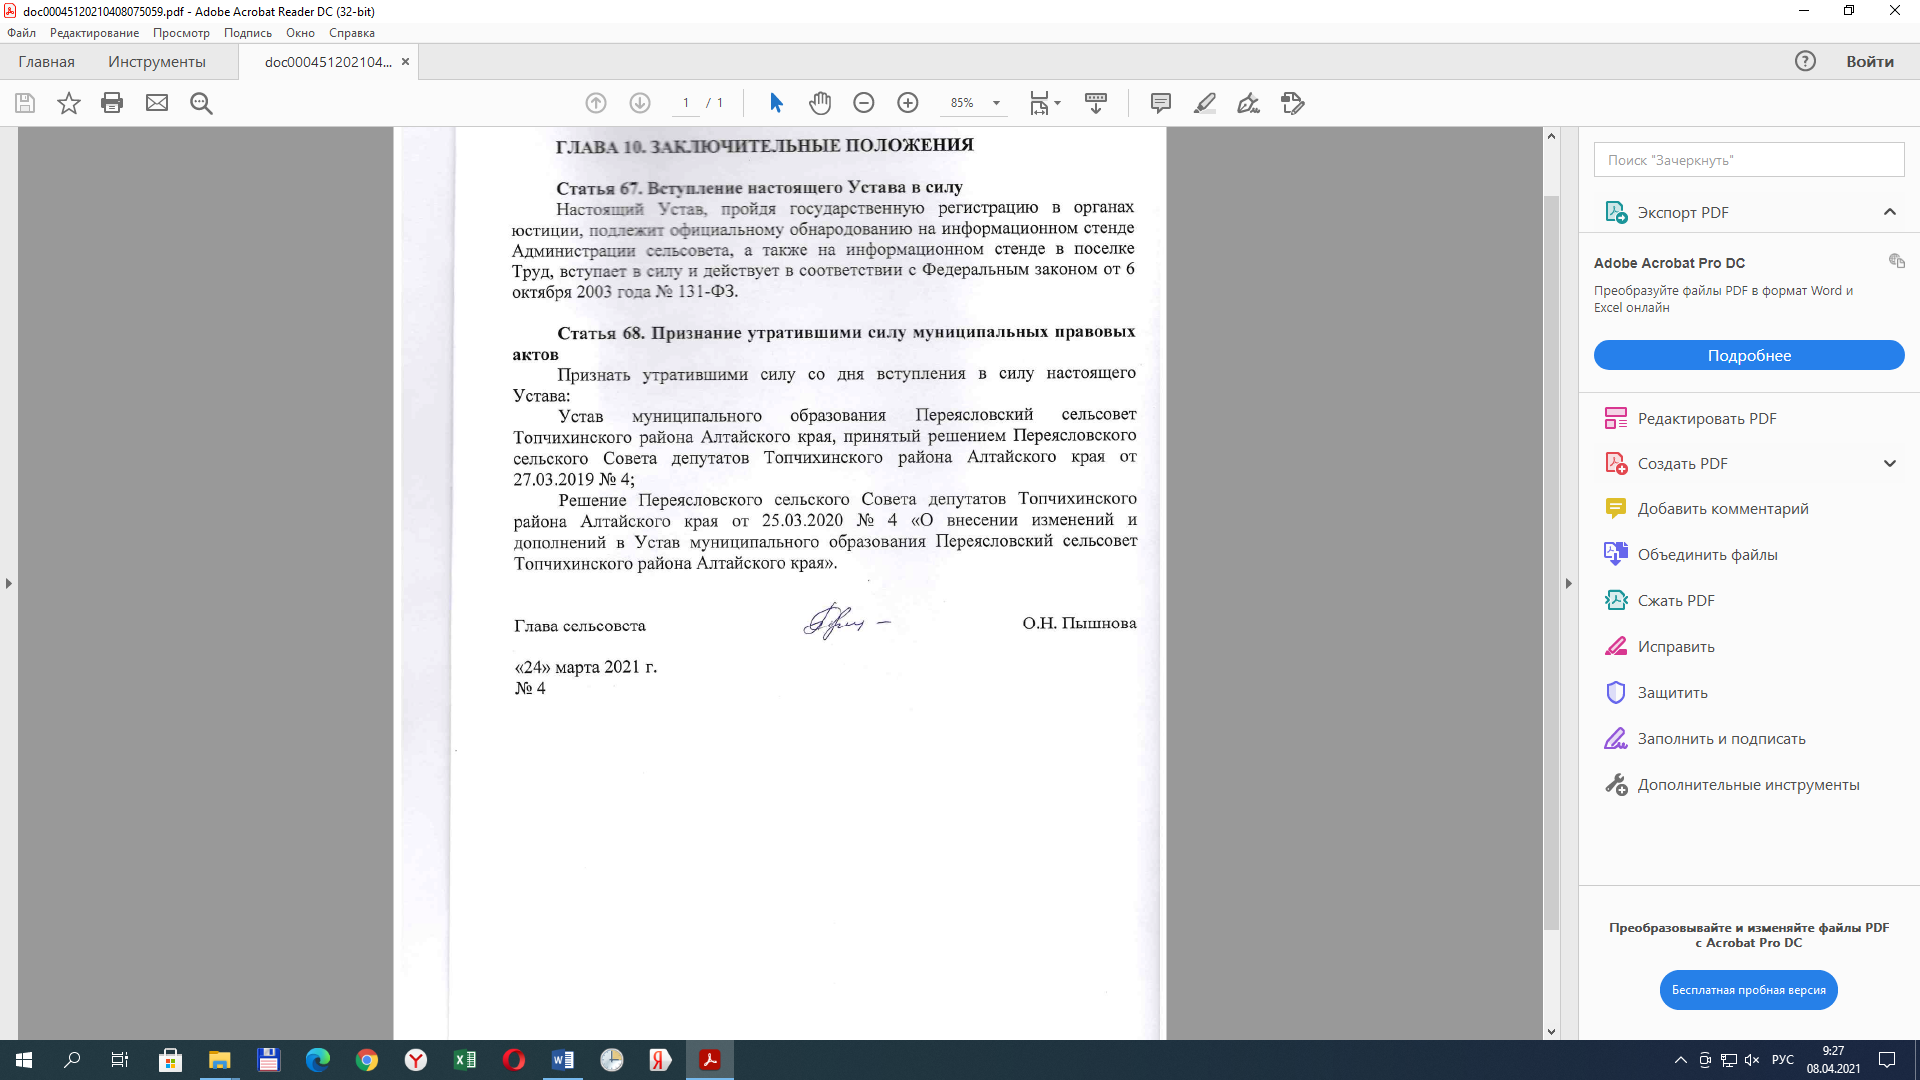 doc00045120210408075059.pdf - Adobe Acrobat Reader DC (32-bit)
Файл Редактирование Просмотр Подпись Окно Справка
Главная Инструменты doc000451202104... × Войти
1 / 1 85%
ГЛАВА 10. ЗАКЛЮЧИТЕЛЬНЫЕ ПОЛОЖЕНИЯ
Статья 67. Вступление настоящего Устава в силу
Настоящий Устав, пройдя государственную регистрацию в органах
юстиции, подлежит официальному обнародованию на информационном стенде
Администрации сельсовета, а также на информационном стенде в поселке
Труд, вступает в силу и действует в соответствии с Федеральным законом от 6
октября 2003 года № 131-ФЗ.
Статья 68. Признание утратившими силу муниципальных правовых
актов
Признать утратившими силу со дня вступления в силу настоящего
Устава:
Устав муниципального образования Переясловский сельсовет
Топчихинского района Алтайского края, принятый решением Переясловского
сельского Совета депутатов Топчихинского района Алтайского края от
27.03.2019 № 4;
Решение Переясловского сельского Совета депутатов Топчихинского
района Алтайского края от 25.03.2020 № 4 «О внесении изменений и
дополнений в Устав муниципального образования Переясловский сельсовет
Топчихинского района Алтайского края».
Глава сельсовета О.Н. Пышнова
«24» марта 2021 г.
№ 4
Поиск "Зачеркнуть"
Экспорт PDF
Adobe Acrobat Pro DC
Преобразуйте файлы PDF в формат Word и
Excel онлайн
Подробнее
Редактировать PDF
Создать PDF
Добавить комментарий
Объединить файлы
Сжать PDF
Исправить
Защитить
Заполнить и подписать
Дополнительные инструменты
Преобразовывайте и изменяйте файлы PDF
с Acrobat Pro DC
Бесплатная пробная версия
РУС
9:27
08.04.2021